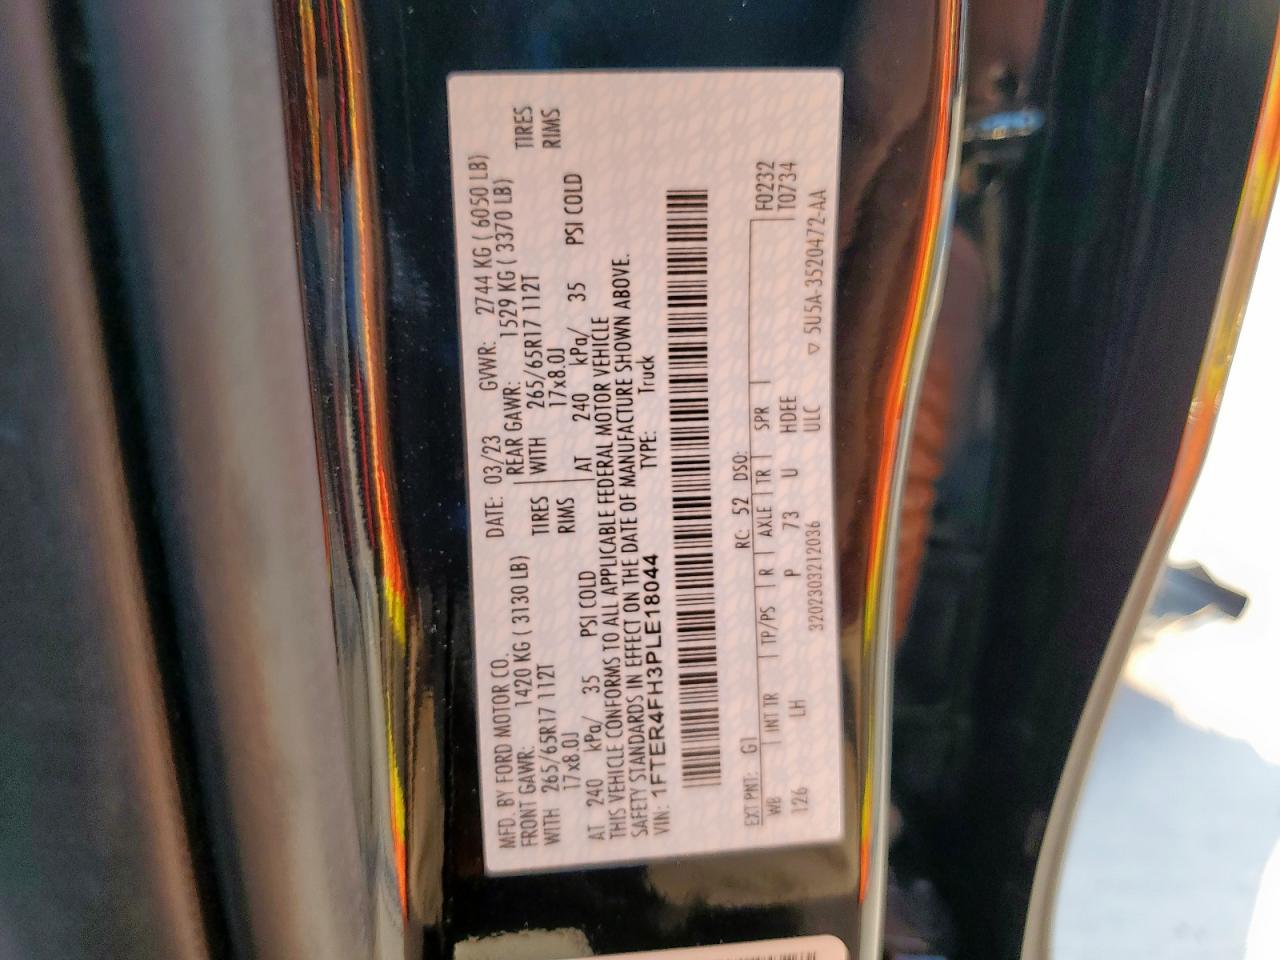 MFD. BY FORD MOTOR CO. DATE: 03/23 GVWR: 2744 KG ( 6050 LB)
FRONT GAWR: 1420 KG ( 3130 LB) REAR GAWR: 1529 KG ( 3370 LB)
WITH 265/65R17 112T TIRES WITH 265/65R17 112T TIRES
17x8.0J RIMS 17x8.0J RIMS
AT 240 kPa/ 35 PSI COLD AT 240 kPa/ 35 PSI COLD
THIS VEHICLE CONFORMS TO ALL APPLICABLE FEDERAL MOTOR VEHICLE
SAFETY STANDARDS IN EFFECT ON THE DATE OF MANUFACTURE SHOWN ABOVE.
VIN: 1FTER4FH3PLE18044 TYPE: Truck
EXT PNT: G1 RC: 52 DSO: F0232
WB INT TR TP/PS R AXLE TR SPR T0734
126 LH P 73 U HDEE
3202303212036 ULC ▽ 5U5A-3520472-AA